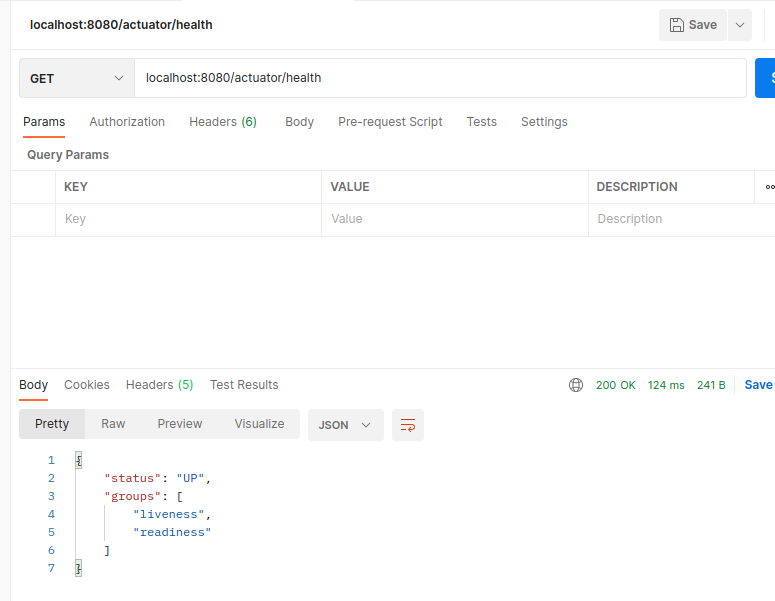 localhost:8080/actuator/health Save
GET localhost:8080/actuator/health
Params Authorization Headers (6) Body Pre-request Script Tests Settings
Query Params
KEY VALUE DESCRIPTION
Key Value Description
Body Cookies Headers (5) Test Results 200 OK 124 ms 241 B Save
Pretty Raw Preview Visualize JSON
1 {
2 "status": "UP",
3 "groups": [
4 "liveness",
5 "readiness"
6 ]
7 }